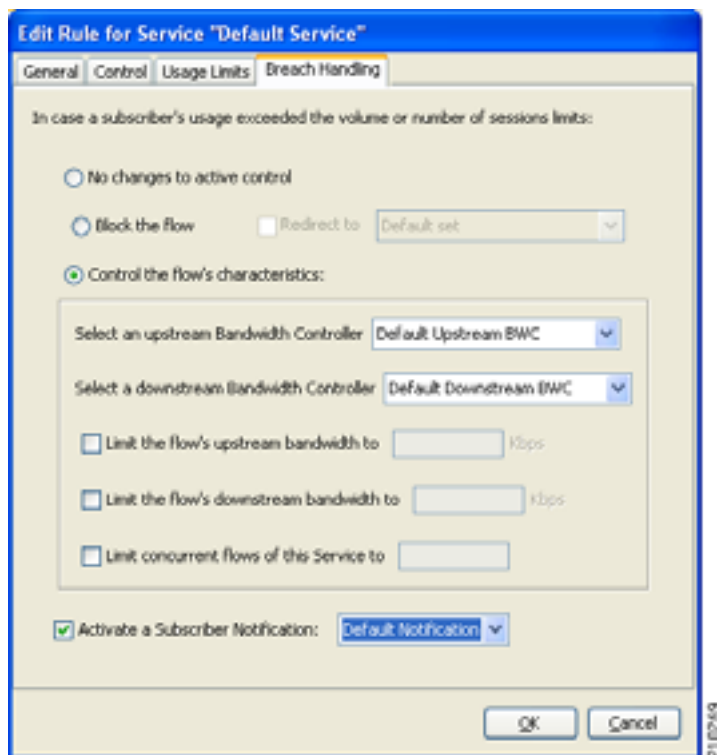 Edit Rule for Service "Default Service"
General Control Usage Limits Breach Handling
In case a subscriber's usage exceeded the volume or number of sessions limits:
No changes to active control
Block the flow Redirect to Default set
Control the flow's characteristics:
Select an upstream Bandwidth Controller Default Upstream BWC
Select a downstream Bandwidth Controller Default Downstream BWC
Limit the flow's upstream bandwidth to Kbps
Limit the flow's downstream bandwidth to Kbps
Limit concurrent flows of this Service to
Activate a Subscriber Notification: Default Notification
OK Cancel